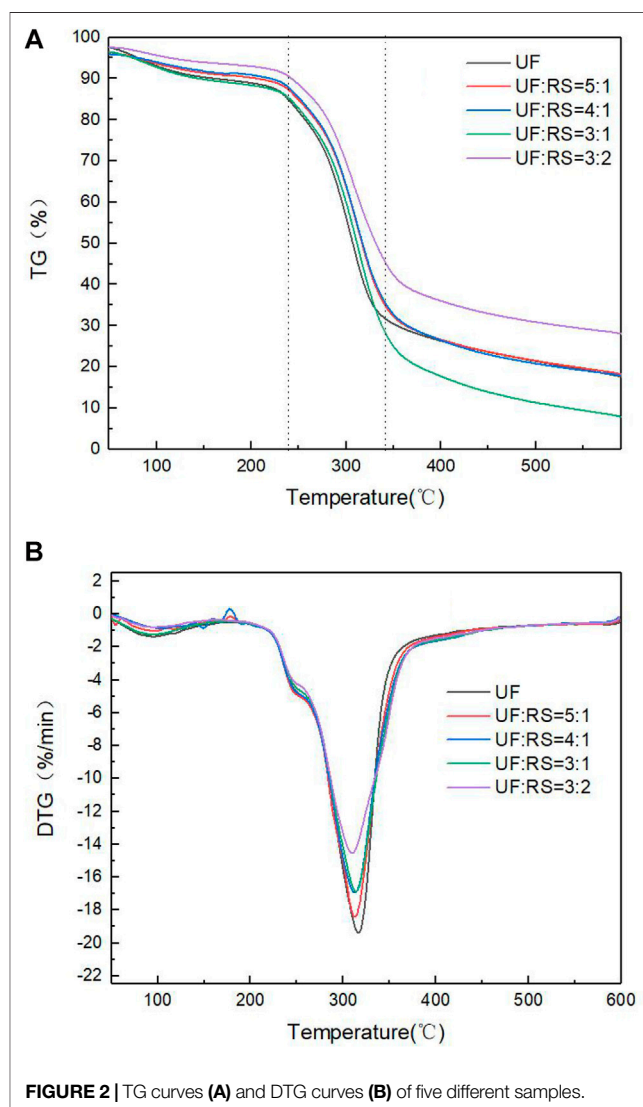 A
100
90
80
70
60
50
40
30
20
10
0
TG（%）
UF
UF:RS=5:1
UF:RS=4:1
UF:RS=3:1
UF:RS=3:2
100 200 300 400 500
Temperature(℃)
B
2
0
-2
-4
-6
-8
-10
-12
-14
-16
-18
-20
-22
DTG（%/min）
UF
UF:RS=5:1
UF:RS=4:1
UF:RS=3:1
UF:RS=3:2
100 200 300 400 500 600
Temperature(℃)
FIGURE 2 | TG curves (A) and DTG curves (B) of five different samples.